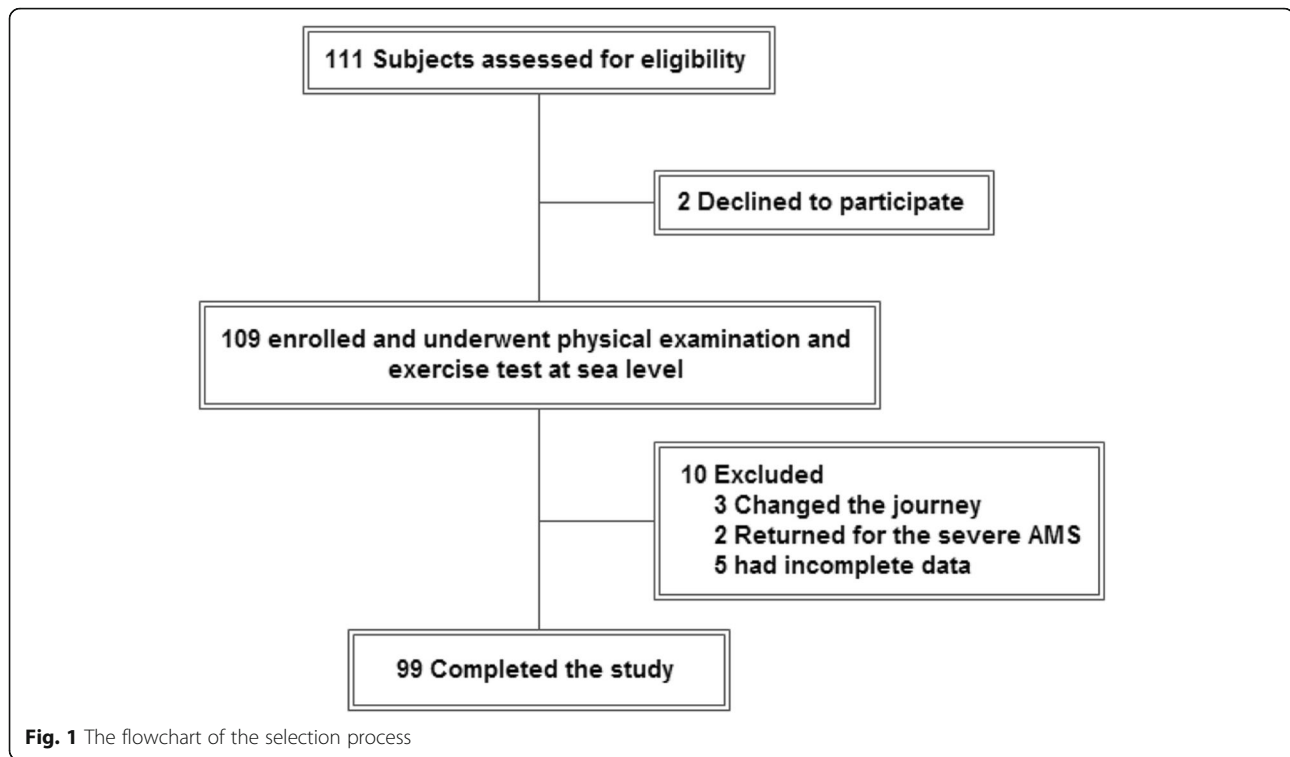 111 Subjects assessed for eligibility
2 Declined to participate
109 enrolled and underwent physical examination and
exercise test at sea level
10 Excluded
3 Changed the journey
2 Returned for the severe AMS
5 had incomplete data
99 Completed the study
Fig. 1 The flowchart of the selection process